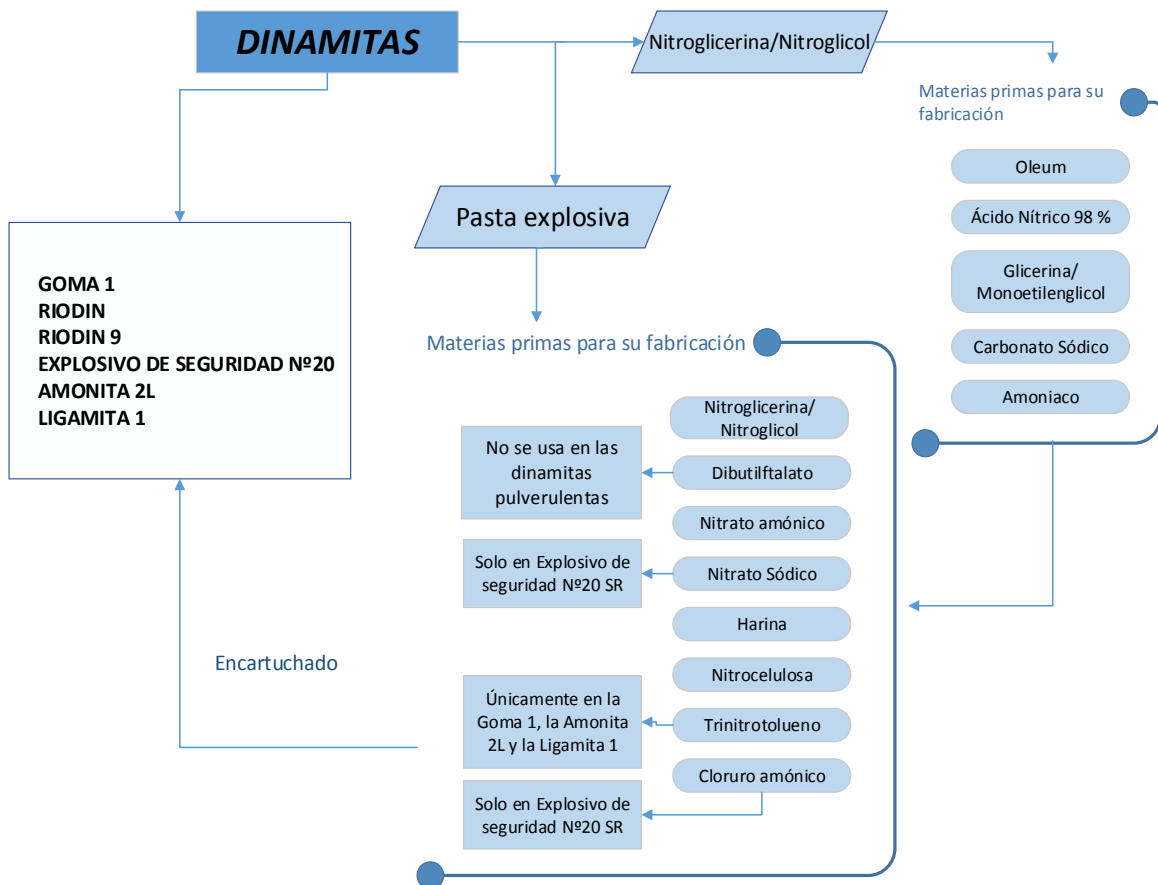 DINAMITAS
Nitroglicerina/Nitroglicol
Materias primas para su
fabricación
Oleum
Ácido Nítrico 98 %
Glicerina/
Monoetilenglicol
Carbonato Sódico
Amoniaco
Pasta explosiva
GOMA 1
RIODIN
RIODIN 9
EXPLOSIVO DE SEGURIDAD Nº20
AMONITA 2L
LIGAMITA 1
Materias primas para su fabricación
Nitroglicerina/
Nitroglicol
No se usa en las
dinamitas
pulverulentas
Dibutilftalato
Nitrato amónico
Solo en Explosivo de
seguridad Nº20 SR
Nitrato Sódico
Harina
Encartuchado
Nitrocelulosa
Únicamente en la
Goma 1, la Amonita
2L y la Ligamita 1
Trinitrotolueno
Cloruro amónico
Solo en Explosivo de
seguridad Nº20 SR